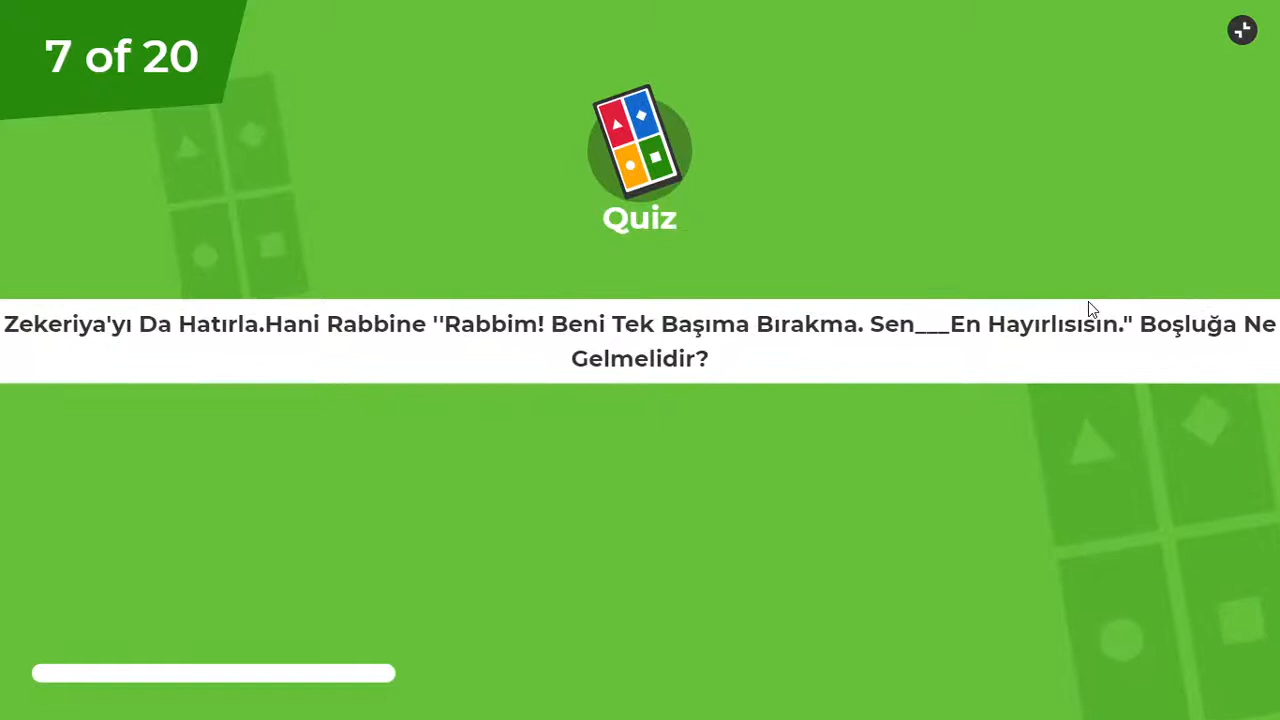 7 of 20
Quiz
Zekeriya'yı Da Hatırla.Hani Rabbine ''Rabbim! Beni Tek Başıma Bırakma. Sen___En Hayırlısısın." Boşluğa Ne
Gelmelidir?